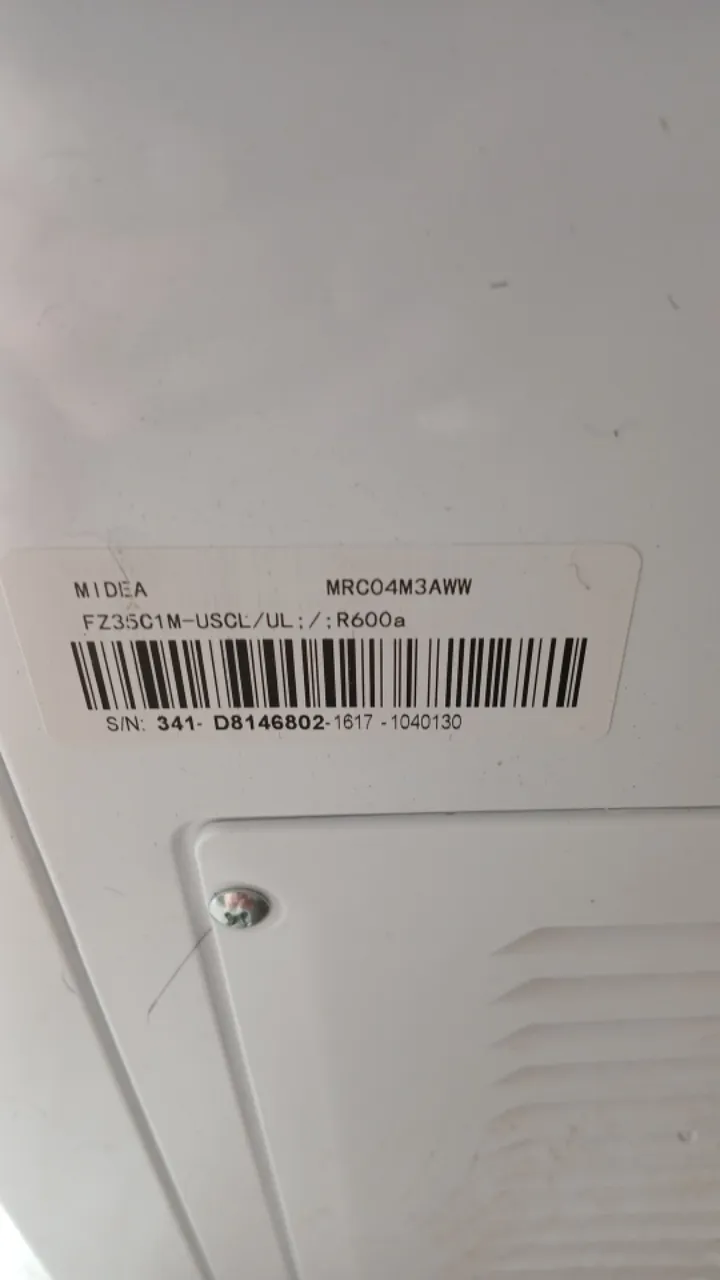 MIDEA MRC04M3AWW
FZ35C1M-USCL/UL;/;R600a
S/N: 341- D8146802-1617 -1040130